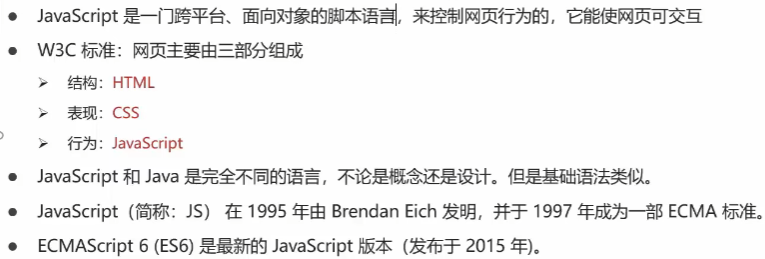 JavaScript 是一门跨平台、面向对象的脚本语言，来控制网页行为的，它能使网页可交互
W3C 标准：网页主要由三部分组成
结构：HTML
表现：CSS
行为：JavaScript
JavaScript 和 Java 是完全不同的语言，不论是概念还是设计。但是基础语法类似。
JavaScript（简称：JS） 在 1995 年由 Brendan Eich 发明，并于 1997 年成为一部 ECMA 标准。
ECMAScript 6 (ES6) 是最新的 JavaScript 版本（发布于 2015 年)。